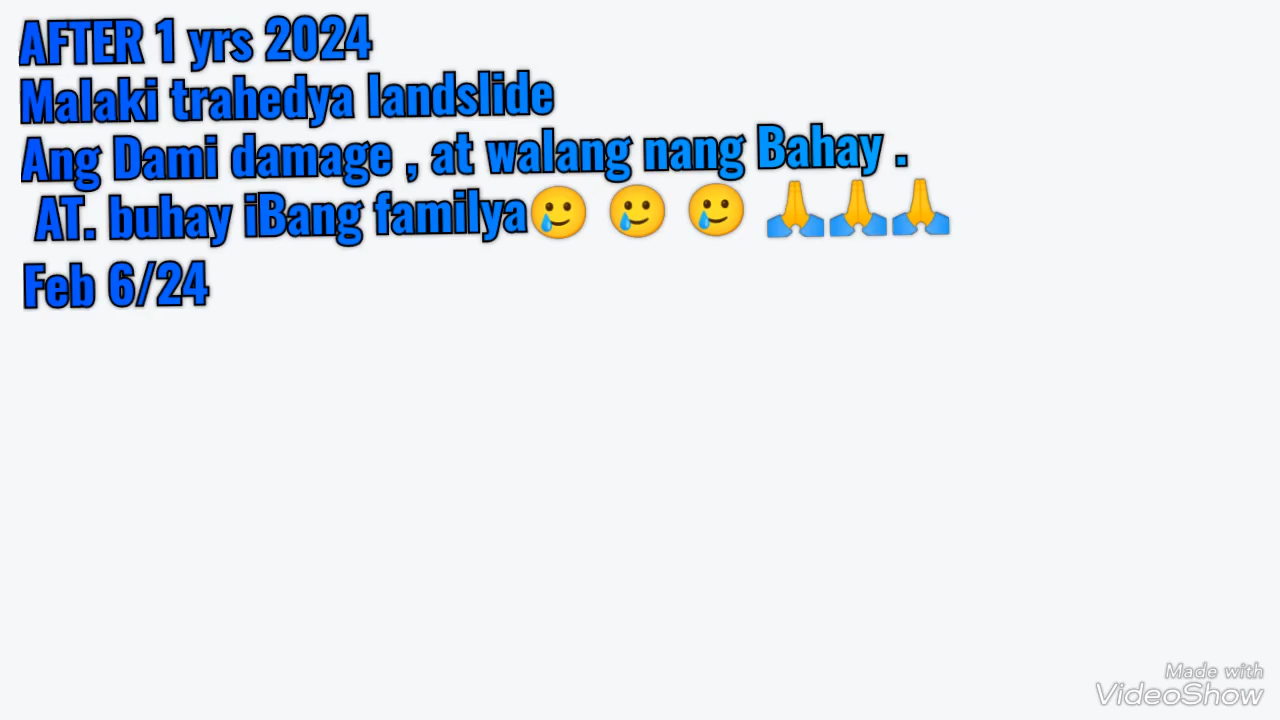 AFTER 1 yrs 2024
Malaki trahedya landslide
Ang Dami damage , at walang nang Bahay .
AT. buhay iBang familya🥲 🥲 🥲 🙏🙏🙏
Feb 6/24
Made with
VideoShow